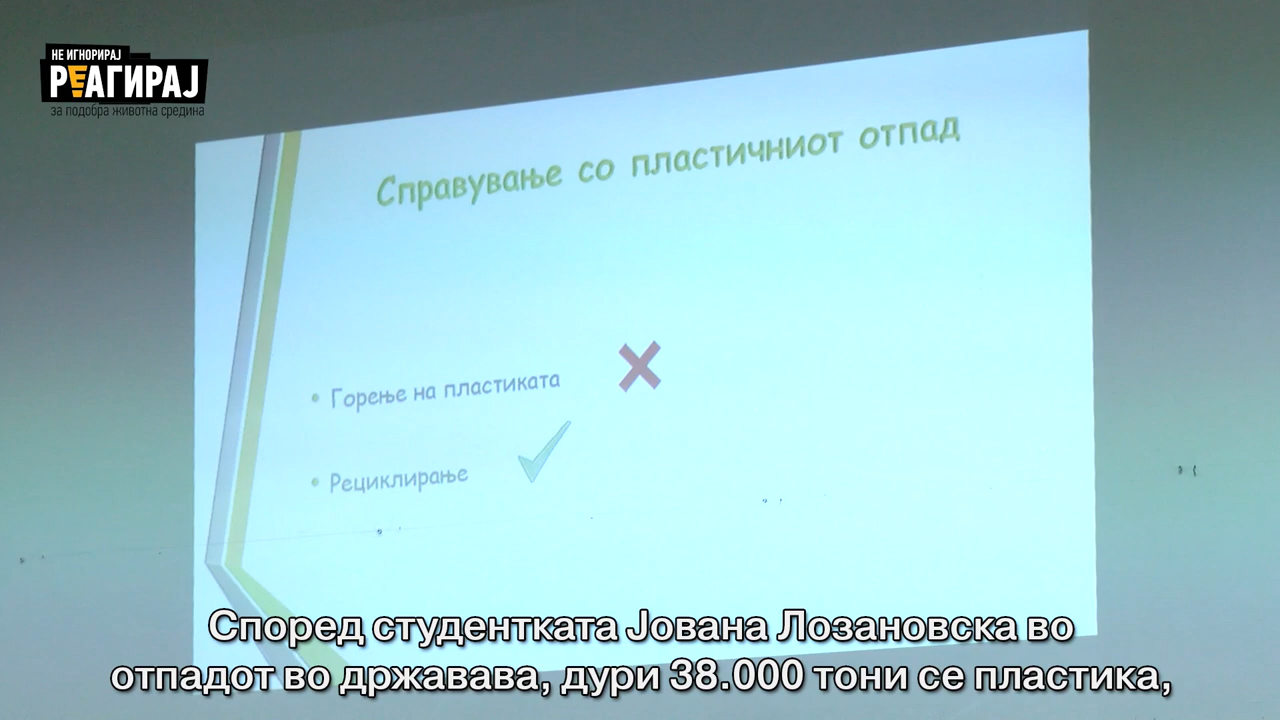 НЕ ИГНОРИРАЈ
РЕАГИРАЈ
за подобра животна средина
Справување со пластичниот отпад
• Горење на пластиката
• Рециклирање
Според студентката Јована Лозановска во
отпадот во државава, дури 38.000 тони се пластика,